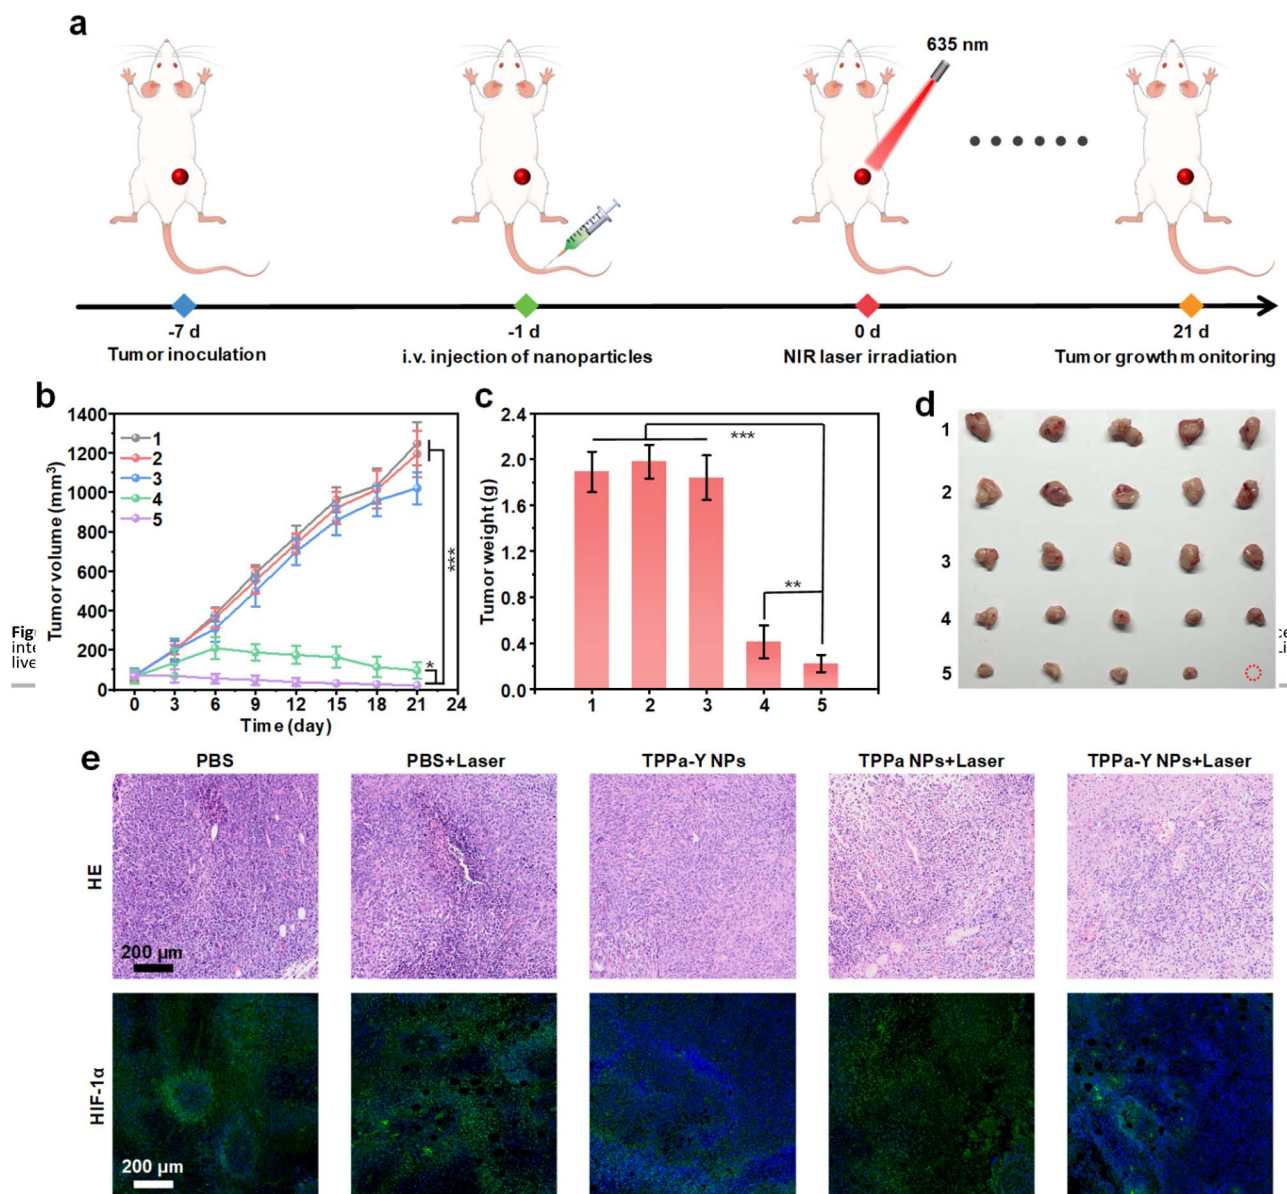 a
635 nm
-7 d
-1 d
0 d
21 d
Tumor inoculation
i.v. injection of nanoparticles
NIR laser irradiation
Tumor growth monitoring
b
Tumor volume (mm³)
1400
1200
1000
800
600
400
200
0
1
2
3
4
5
***
*
0 3 6 9 12 15 18 21 24
Time (day)
c
Tumor weight (g)
2.4
2.0
1.6
1.2
0.8
0.4
0.0
***
**
1 2 3 4 5
d
1
2
3
4
5
Fig
inte
live
e
PBS
PBS+Laser
TPPa-Y NPs
TPPa NPs+Laser
TPPa-Y NPs+Laser
HE
200 μm
HIF-1α
200 μm